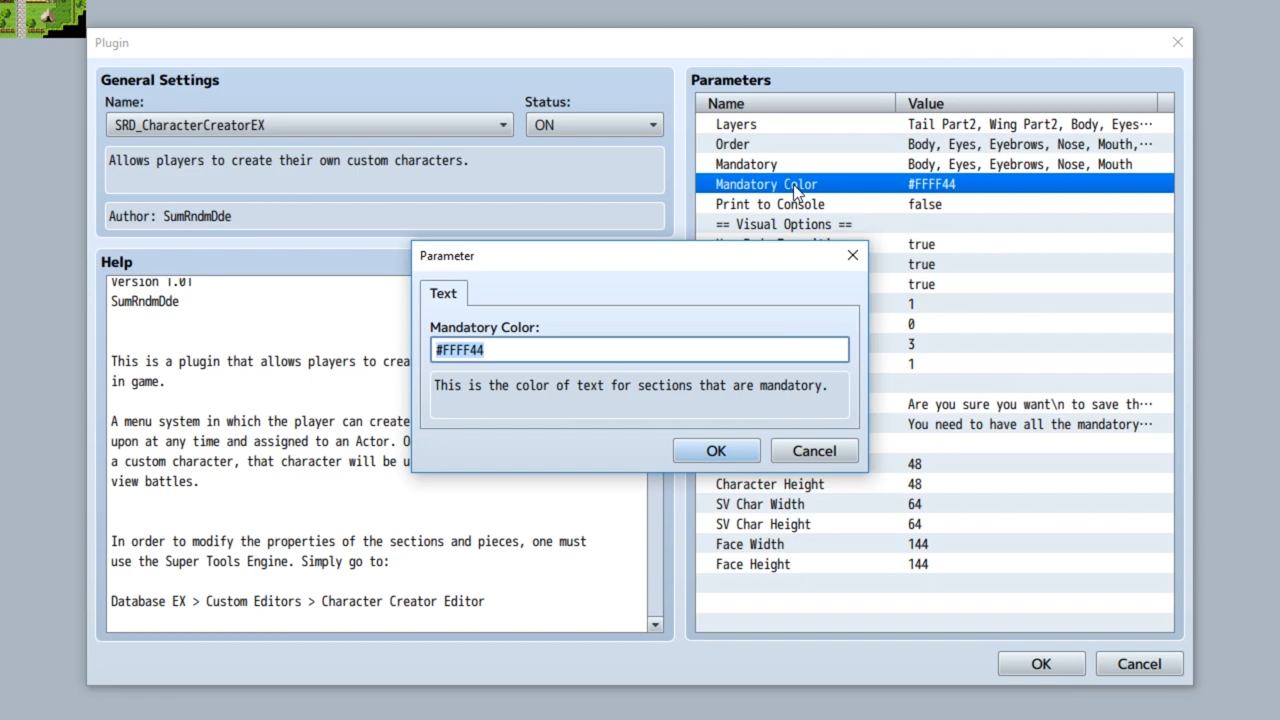 Plugin
General Settings
Name:
Status:
SRD_CharacterCreatorEX
ON
Allows players to create their own custom characters.
Author: SumRndmDde
Help
Version 1.01
SumRndmDde
This is a plugin that allows players to crea
in game.
A menu system in which the player can create
upon at any time and assigned to an Actor. O
a custom character, that character will be u
view battles.
In order to modify the properties of the sections and pieces, one must
use the Super Tools Engine. Simply go to:
Database EX > Custom Editors > Character Creator Editor
Parameter
Text
Mandatory Color:
#FFFF44
This is the color of text for sections that are mandatory.
OK
Cancel
Parameters
Name Value
Layers Tail Part2, Wing Part2, Body, Eyes…
Order Body, Eyes, Eyebrows, Nose, Mouth,…
Mandatory Body, Eyes, Eyebrows, Nose, Mouth
Mandatory Color #FFFF44
Print to Console false
== Visual Options ==
true
true
true
1
0
3
1
Are you sure you want\n to save th…
You need to have all the mandatory…
48
Character Height 48
SV Char Width 64
SV Char Height 64
Face Width 144
Face Height 144
OK
Cancel